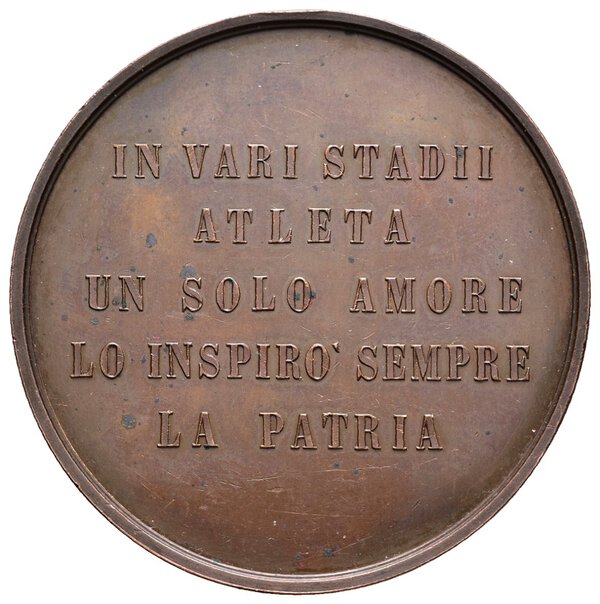 IN VARI STADII
ATLETA
UN SOLO AMORE
LO INSPIRO' SEMPRE
LA PATRIA